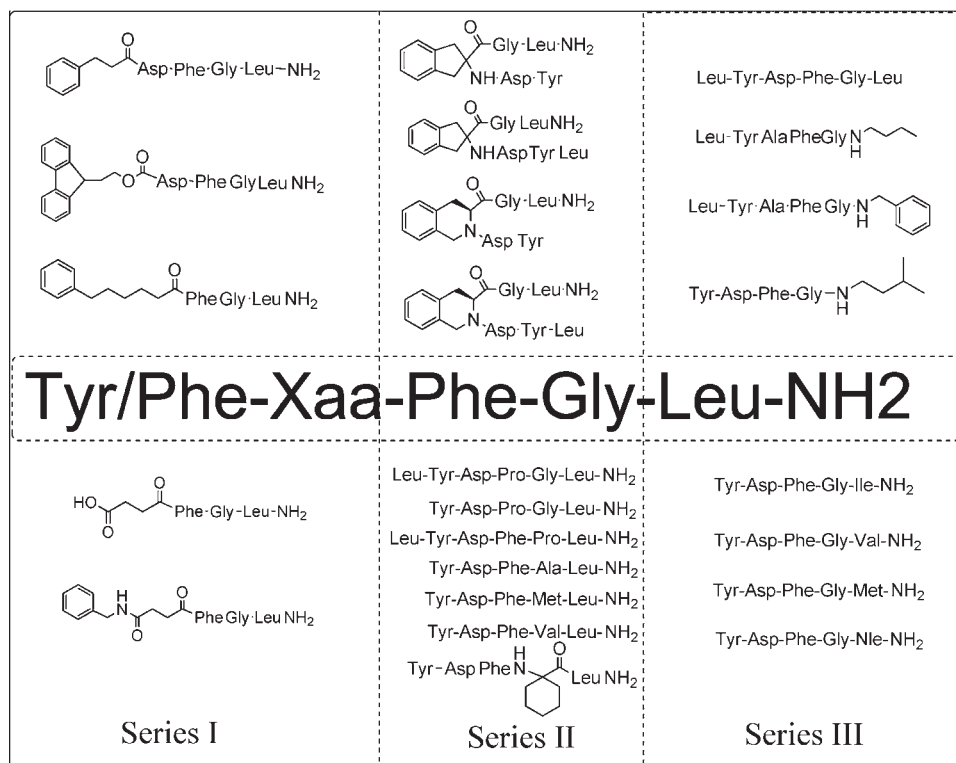 O
Asp-Phe-Gly-Leu-NH2
O
O
Asp-Phe Gly Leu NH2
O
Phe Gly-Leu NH2
O
Gly-Leu-NH2
NH-Asp-Tyr
O
Gly LeuNH2
NHAspTyr Leu
O
Gly-Leu-NH2
N
Asp Tyr
O
Gly-Leu-NH2
N
Asp-Tyr-Leu
Leu-Tyr-Asp-Phe-Gly-Leu
Leu-Tyr AlaPheGly N
H
Leu-Tyr-Ala-Phe Gly-N
H
Tyr-Asp-Phe-Gly-N
H
Tyr/Phe-Xaa-Phe-Gly-Leu-NH2
HO
O
O
Phe-Gly-Leu-NH2
H
N
O
O
Phe Gly-Leu NH2
Series I
Leu-Tyr-Asp-Pro-Gly-Leu-NH2
Tyr-Asp-Pro-Gly-Leu-NH2
Leu-Tyr-Asp-Phe-Pro-Leu-NH2
Tyr-Asp-Phe-Ala-Leu-NH2
Tyr-Asp-Phe-Met-Leu-NH2
Tyr-Asp-Phe-Val-Leu-NH2
H
O
Tyr-Asp Phe N
Leu NH2
Series II
Tyr-Asp-Phe-Gly-Ile-NH2
Tyr-Asp-Phe-Gly-Val-NH2
Tyr-Asp-Phe-Gly-Met-NH2
Tyr-Asp-Phe-Gly-Nle-NH2
Series III